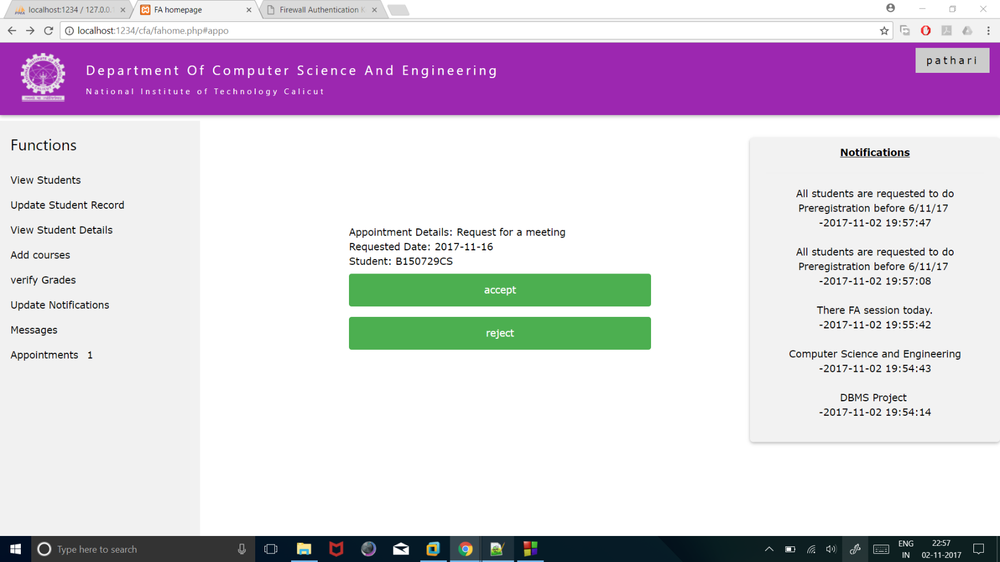 localhost:1234 / 127.0.0.1
FA homepage
Firewall Authentication K
localhost:1234/cfa/fahome.php#appo
Department Of Computer Science And Engineering
National Institute of Technology Calicut
pathari
Functions
View Students
Update Student Record
View Student Details
Add courses
verify Grades
Update Notifications
Messages
Appointments 1
Appointment Details: Request for a meeting
Requested Date: 2017-11-16
Student: B150729CS
accept
reject
Notifications
All students are requested to do
Preregistration before 6/11/17
-2017-11-02 19:57:47
All students are requested to do
Preregistration before 6/11/17
-2017-11-02 19:57:08
There FA session today.
-2017-11-02 19:55:42
Computer Science and Engineering
-2017-11-02 19:54:43
DBMS Project
-2017-11-02 19:54:14
Type here to search
ENG
IN
22:57
02-11-2017